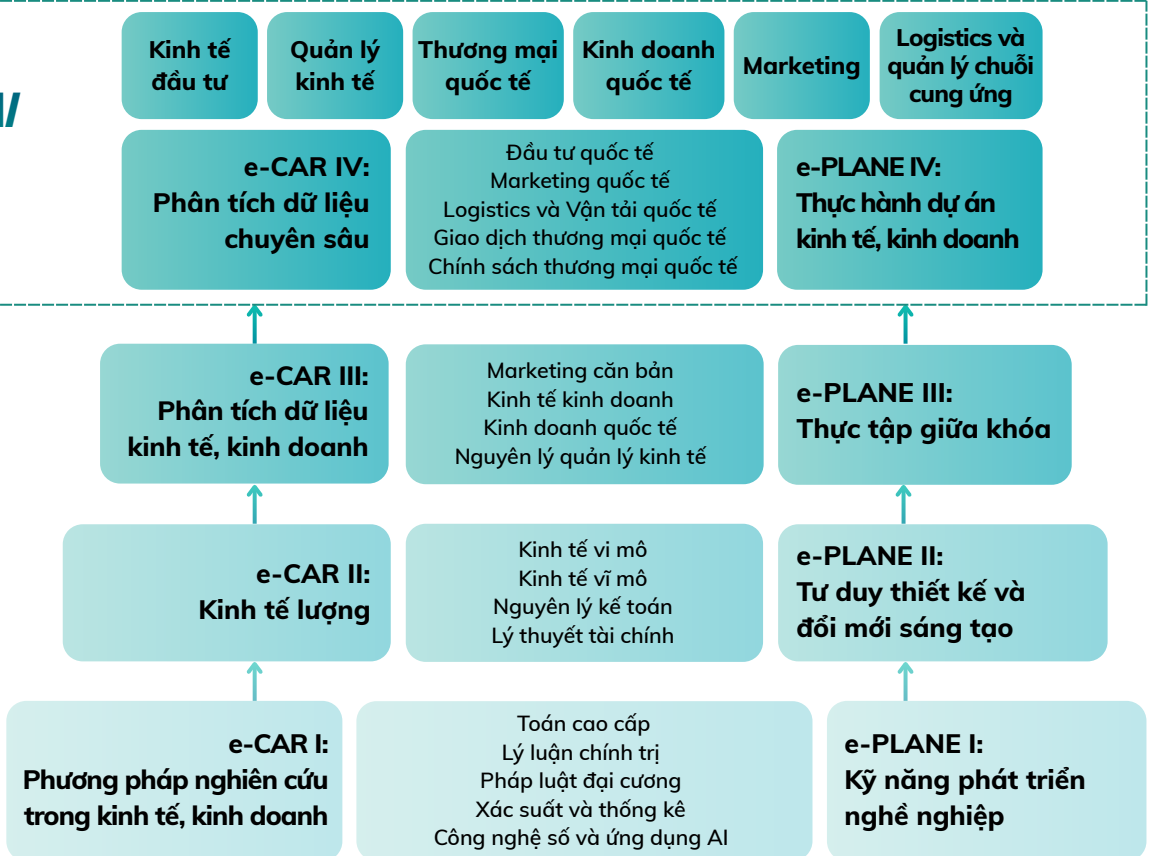 Kinh tế
đầu tư
Quản lý
kinh tế
Thương mại
quốc tế
Kinh doanh
quốc tế
Marketing
Logistics và
quản lý chuỗi
cung ứng
e-CAR IV:
Phân tích dữ liệu
chuyên sâu
Đầu tư quốc tế
Marketing quốc tế
Logistics và Vận tải quốc tế
Giao dịch thương mại quốc tế
Chính sách thương mại quốc tế
e-PLANE IV:
Thực hành dự án
kinh tế, kinh doanh
e-CAR III:
Phân tích dữ liệu
kinh tế, kinh doanh
Marketing căn bản
Kinh tế kinh doanh
Kinh doanh quốc tế
Nguyên lý quản lý kinh tế
e-PLANE III:
Thực tập giữa khóa
e-CAR II:
Kinh tế lượng
Kinh tế vi mô
Kinh tế vĩ mô
Nguyên lý kế toán
Lý thuyết tài chính
e-PLANE II:
Tư duy thiết kế và
đổi mới sáng tạo
e-CAR I:
Phương pháp nghiên cứu
trong kinh tế, kinh doanh
Toán cao cấp
Lý luận chính trị
Pháp luật đại cương
Xác suất và thống kê
Công nghệ số và ứng dụng AI
e-PLANE I:
Kỹ năng phát triển
nghề nghiệp